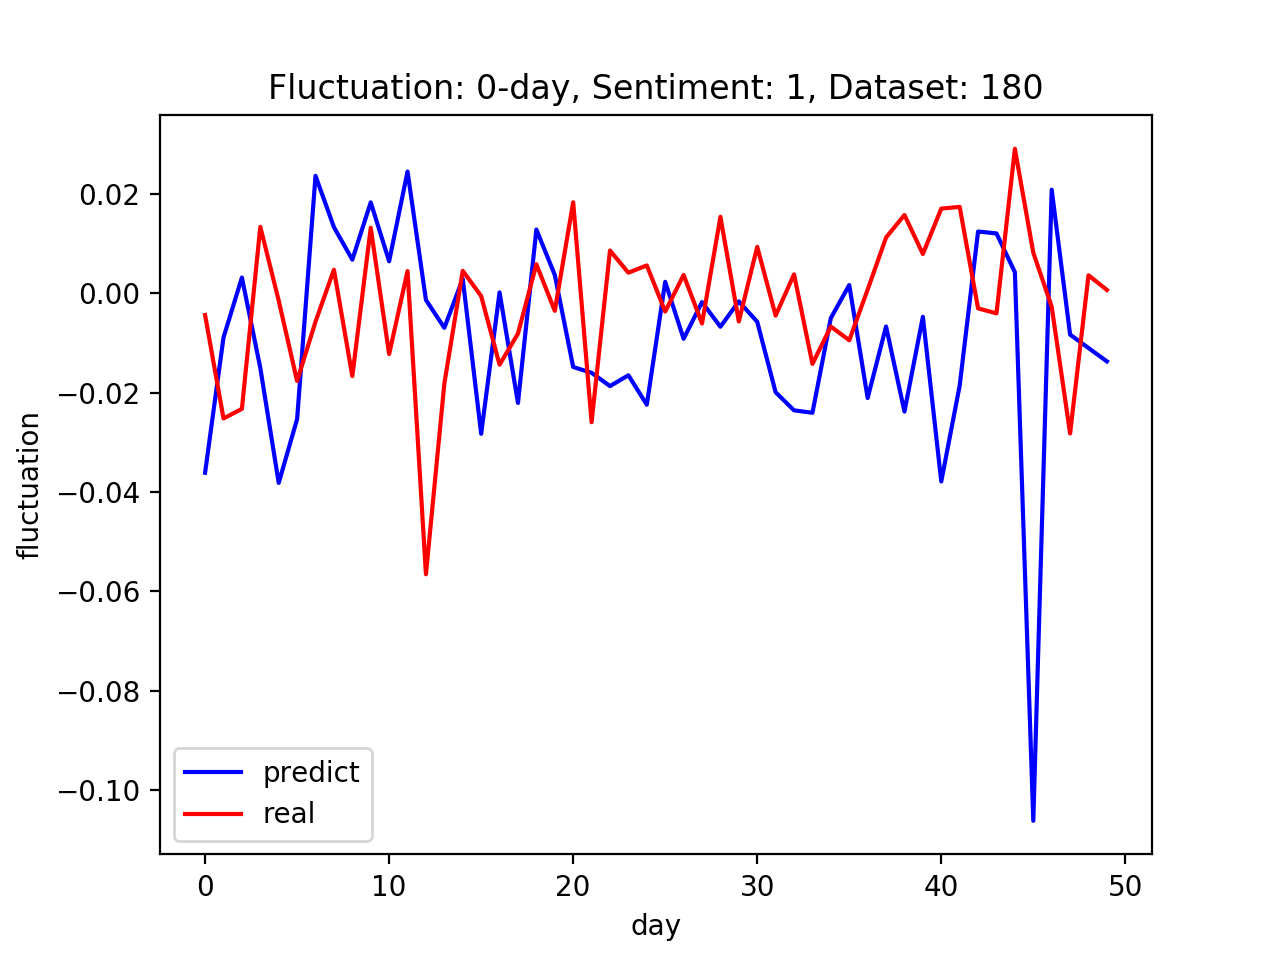 Fluctuation: 0-day, Sentiment: 1, Dataset: 180
0.02
0.00
−0.02
−0.04
−0.06
−0.08
−0.10
fluctuation
predict
real
0 10 20 30 40 50
day